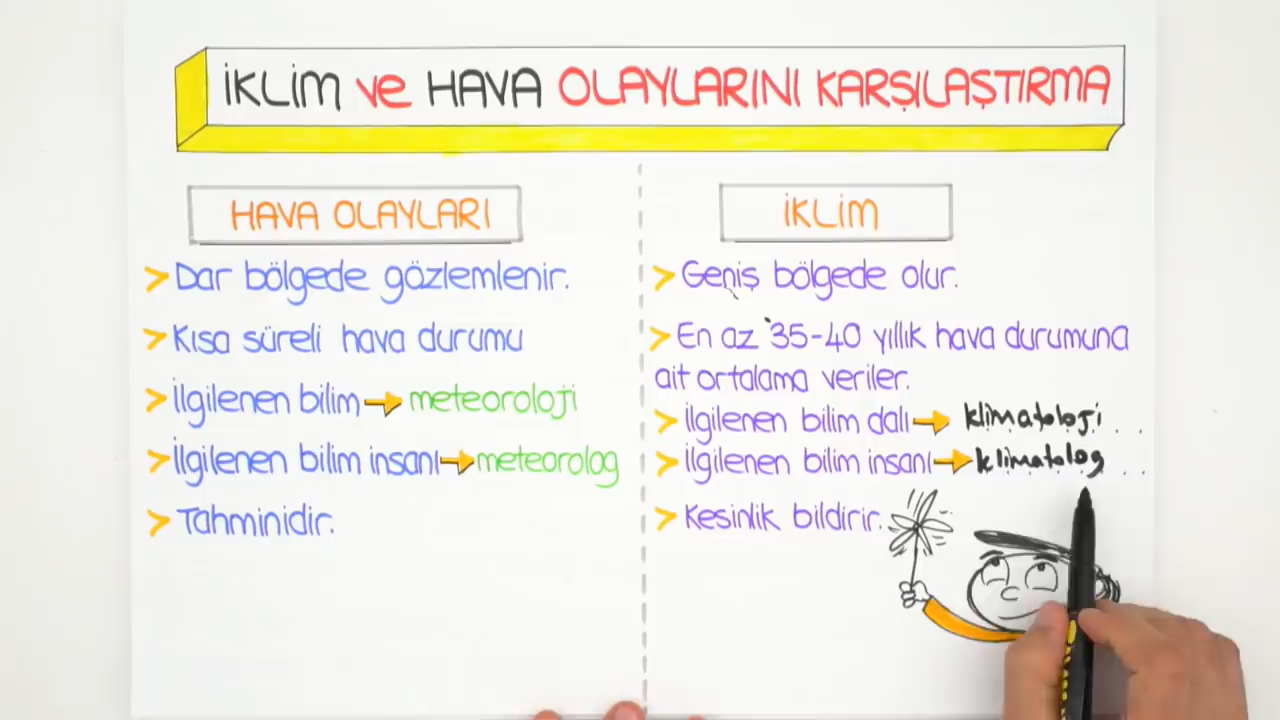 İKLİM ve HAVA OLAYLARINI KARŞILAŞTIRMA
HAVA OLAYLARI
Dar bölgede gözlemlenir.
Kısa süreli hava durumu
İlgilenen bilim → meteoroloji
İlgilenen bilim insanı → meteorolog
Tahminidir.
İKLİM
Geniş bölgede olur.
En az 35-40 yıllık hava durumuna
ait ortalama veriler.
İlgilenen bilim dalı → klimatoloji . .
İlgilenen bilim insanı → klimatolog . .
Kesinlik bildirir.